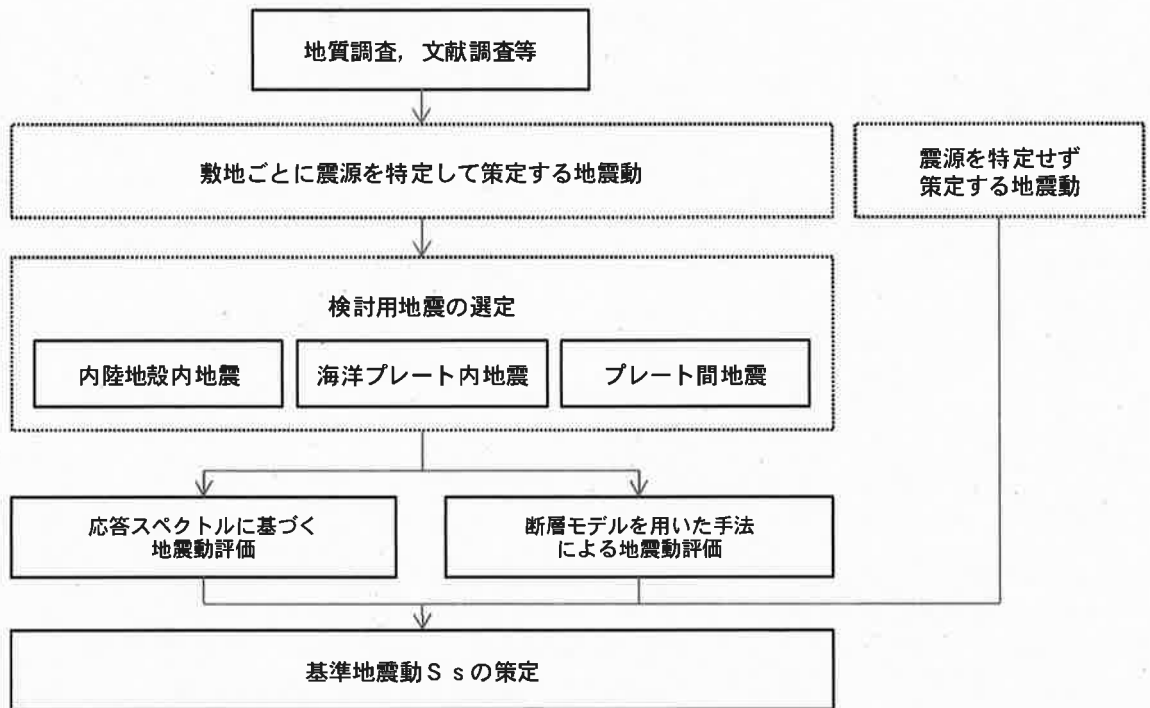 地質調査，文献調査等
敷地ごとに震源を特定して策定する地震動
震源を特定せず
策定する地震動
検討用地震の選定
内陸地殻内地震
海洋プレート内地震
プレート間地震
応答スペクトルに基づく
地震動評価
断層モデルを用いた手法
による地震動評価
基準地震動Ｓｓの策定